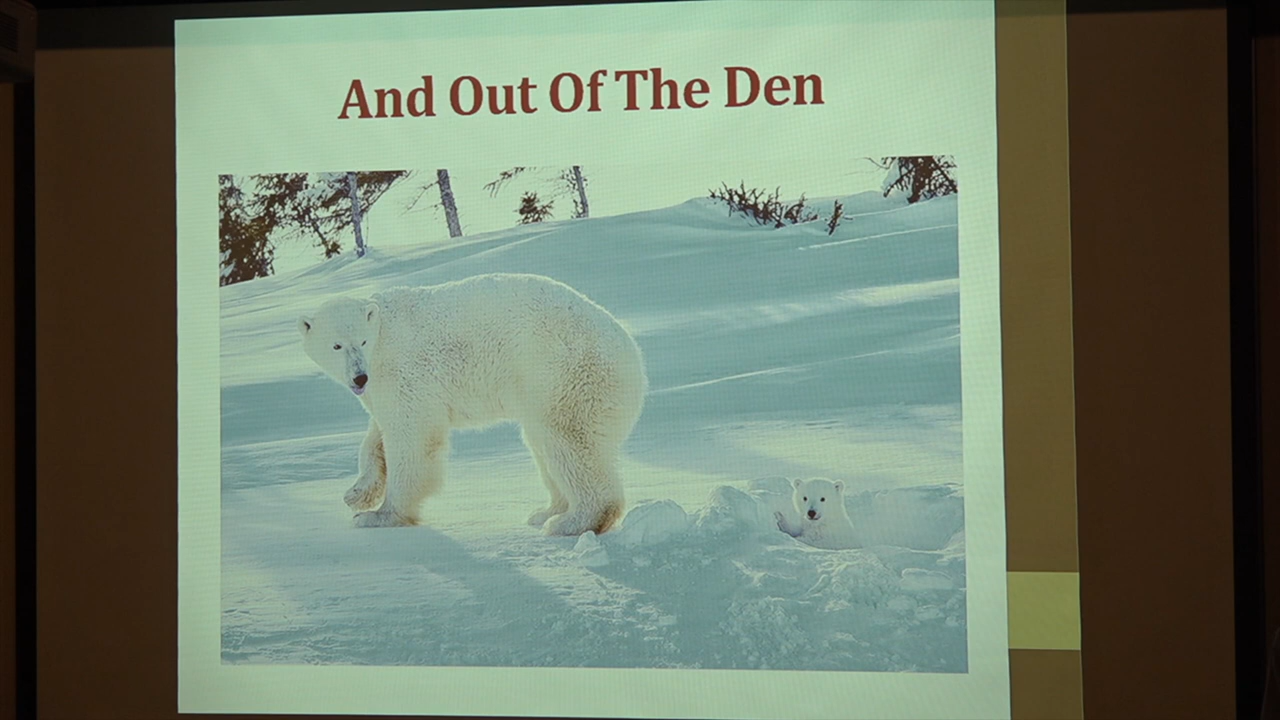 And Out Of The Den